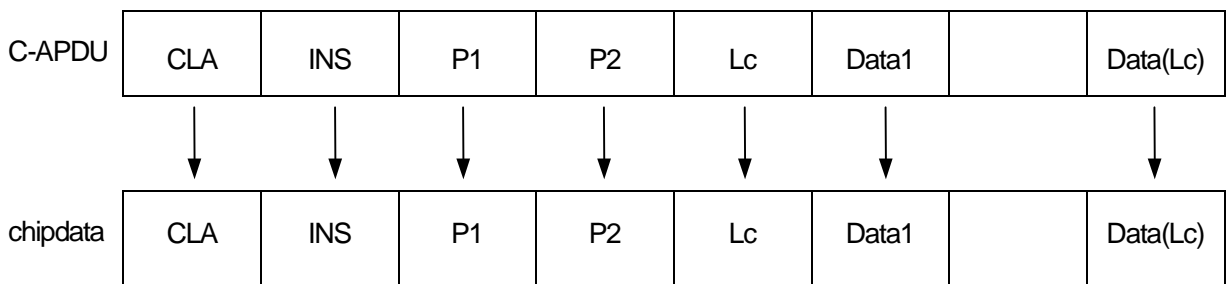 C-APDU CLA INS P1 P2 Lc Data1 Data(Lc)
chipdata CLA INS P1 P2 Lc Data1 Data(Lc)